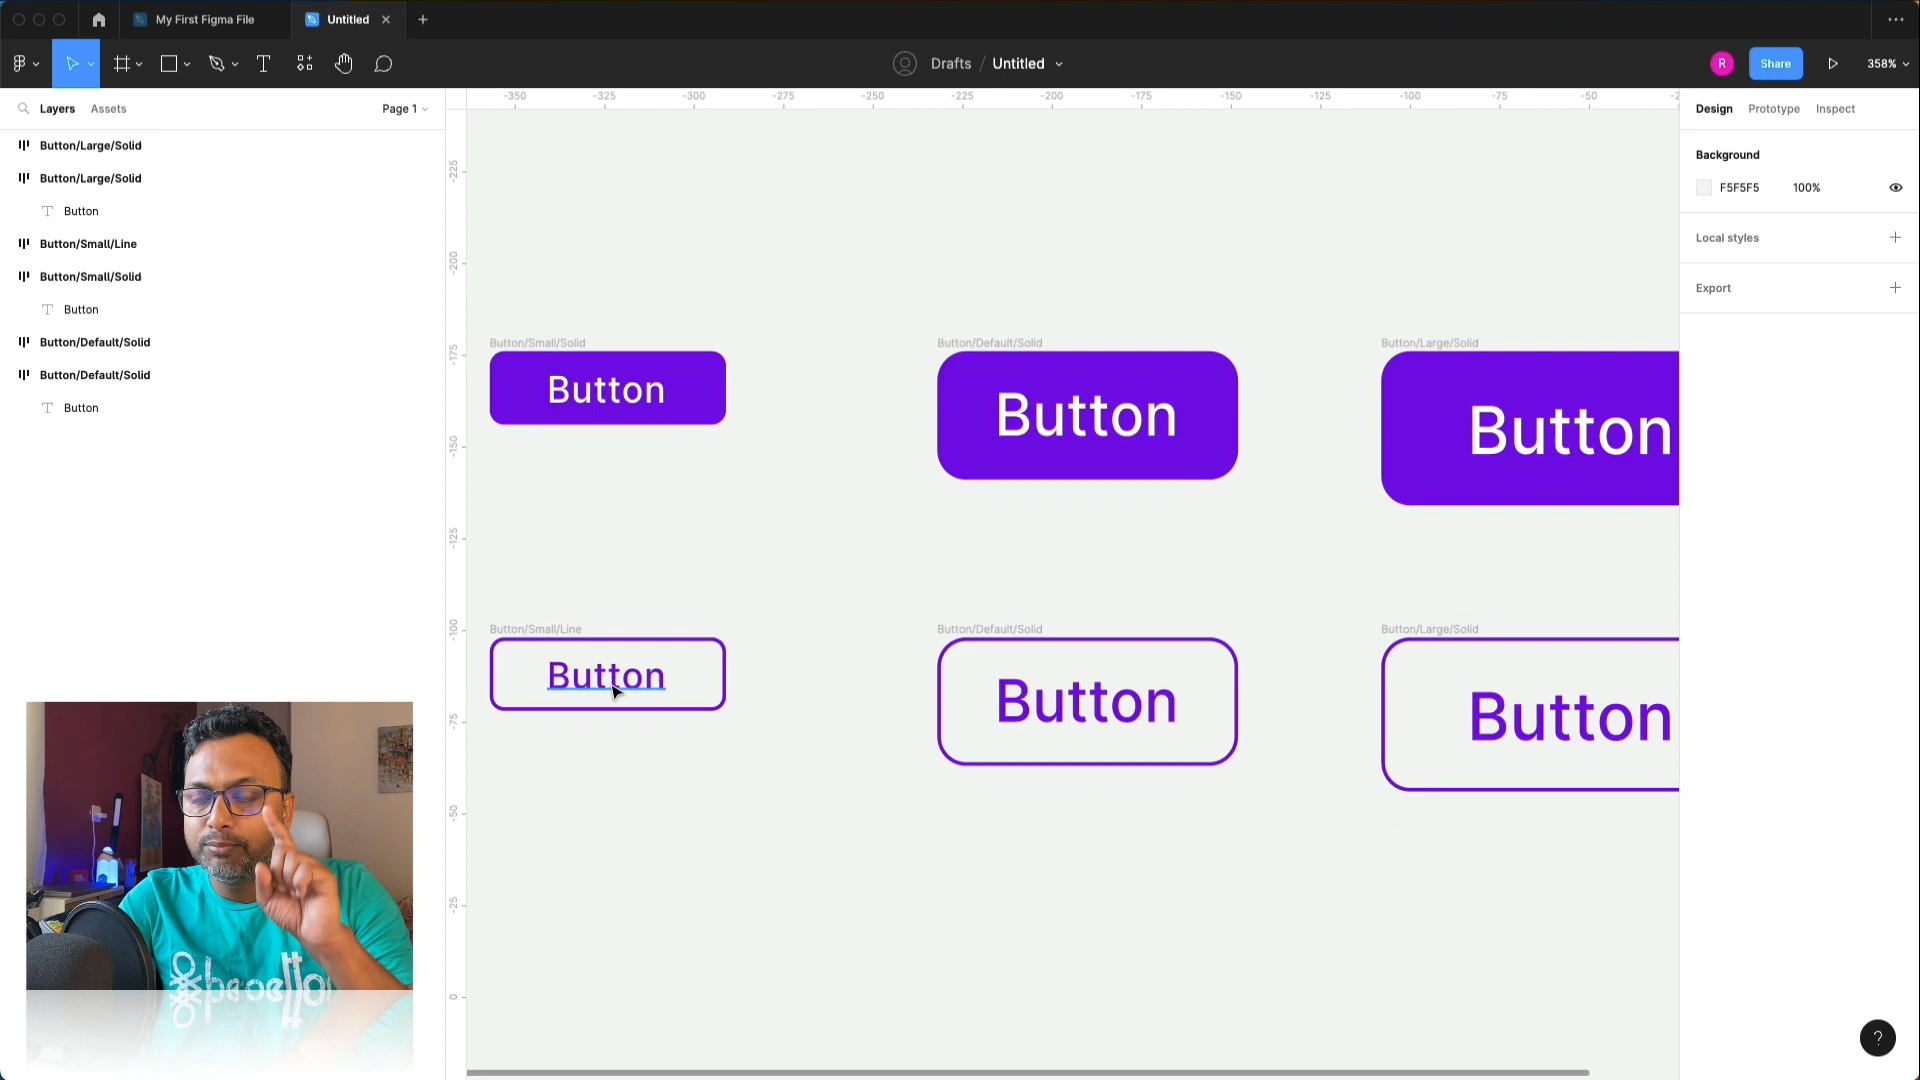 My First Figma File
Untitled
Drafts / Untitled
R
Share
358%
Layers
Assets
Page 1
Button/Large/Solid
Button/Large/Solid
Button
Button/Small/Line
Button/Small/Solid
Button
Button/Default/Solid
Button/Default/Solid
Button
-350 -325 -300 -275 -250 -225 -200 -175 -150 -125 -100 -75 -50
-225
-200
-175
-150
-125
-100
-75
-50
-25
0
Button/Small/Solid
Button
Button/Default/Solid
Button
Button/Large/Solid
Button
Button/Small/Line
Button
Button/Default/Solid
Button
Button/Large/Solid
Button
Design
Prototype
Inspect
Background
F5F5F5
100%
Local styles
Export
?